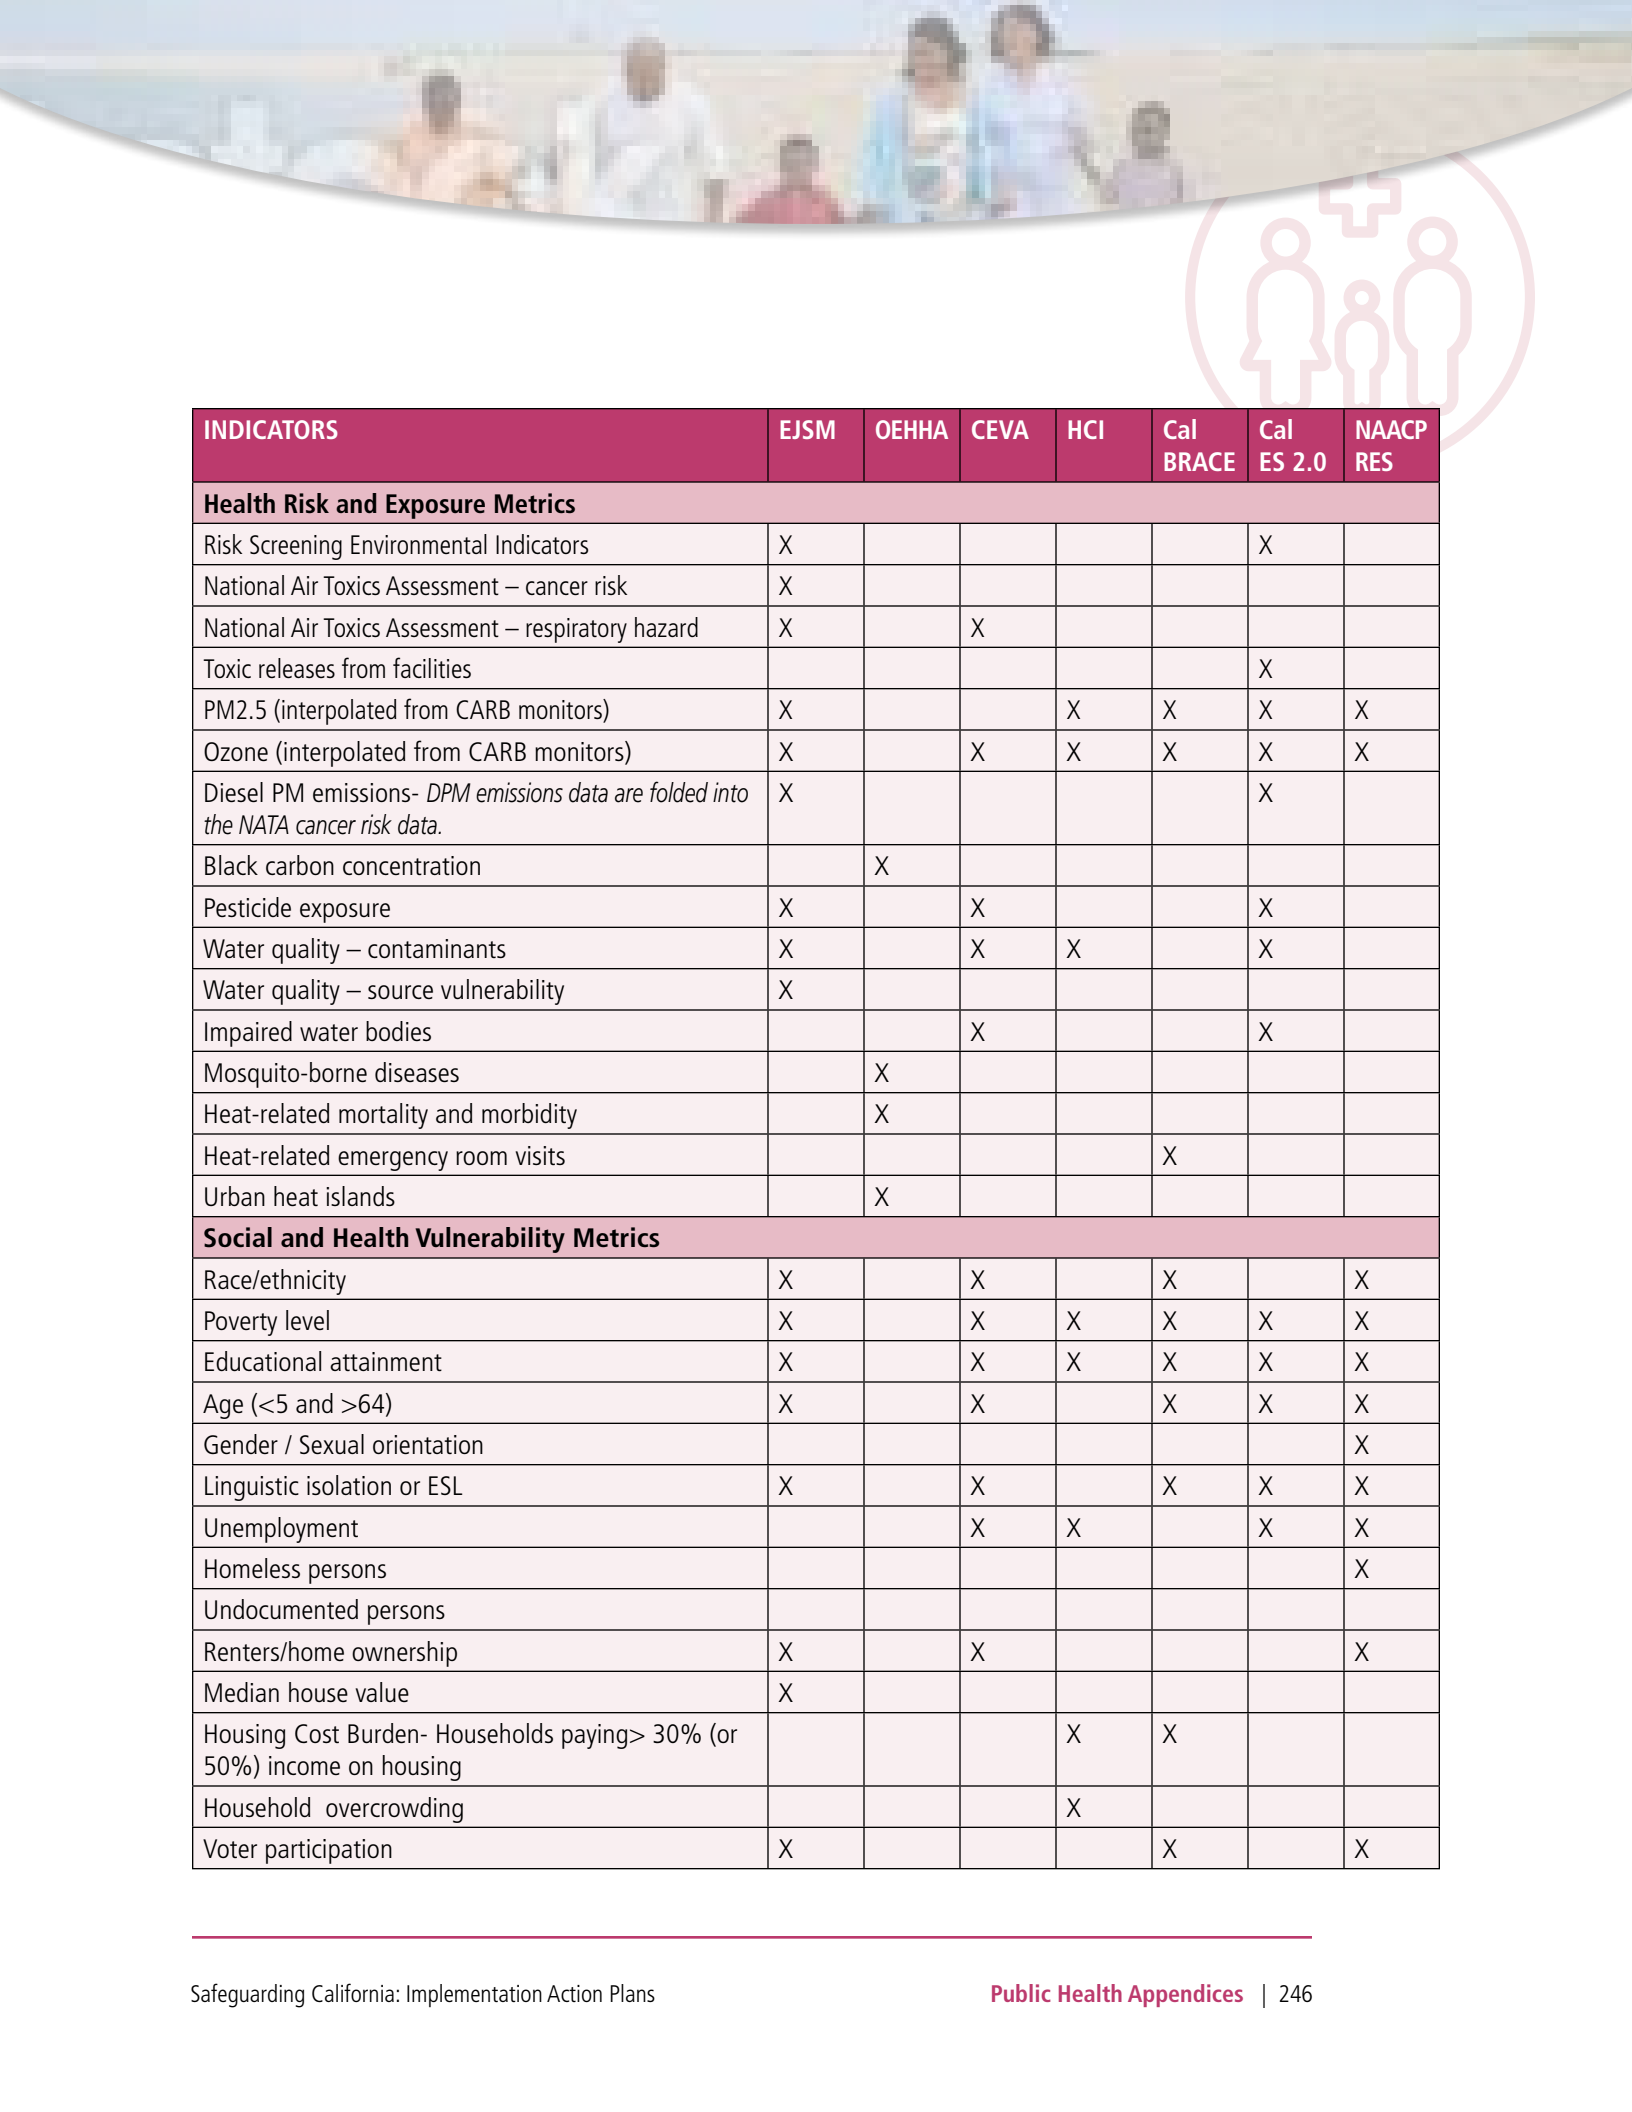 INDICATORS EJSM OEHHA CEVA HCI Cal BRACE Cal ES 2.0 NAACP RES
Health Risk and Exposure Metrics
Risk Screening Environmental Indicators X X
National Air Toxics Assessment – cancer risk X
National Air Toxics Assessment – respiratory hazard X X
Toxic releases from facilities X
PM2.5 (interpolated from CARB monitors) X X X X X
Ozone (interpolated from CARB monitors) X X X X X X
Diesel PM emissions- DPM emissions data are folded into X X
the NATA cancer risk data.
Black carbon concentration X
Pesticide exposure X X X
Water quality – contaminants X X X X
Water quality – source vulnerability X
Impaired water bodies X X
Mosquito-borne diseases X
Heat-related mortality and morbidity X
Heat-related emergency room visits X
Urban heat islands X
Social and Health Vulnerability Metrics
Race/ethnicity X X X X
Poverty level X X X X X X
Educational attainment X X X X X X
Age (<5 and >64) X X X X X
Gender / Sexual orientation X
Linguistic isolation or ESL X X X X X
Unemployment X X X X
Homeless persons X
Undocumented persons
Renters/home ownership X X X
Median house value X
Housing Cost Burden- Households paying> 30% (or X X
50%) income on housing
Household overcrowding X
Voter participation X X X
Safeguarding California: Implementation Action Plans Public Health Appendices | 246